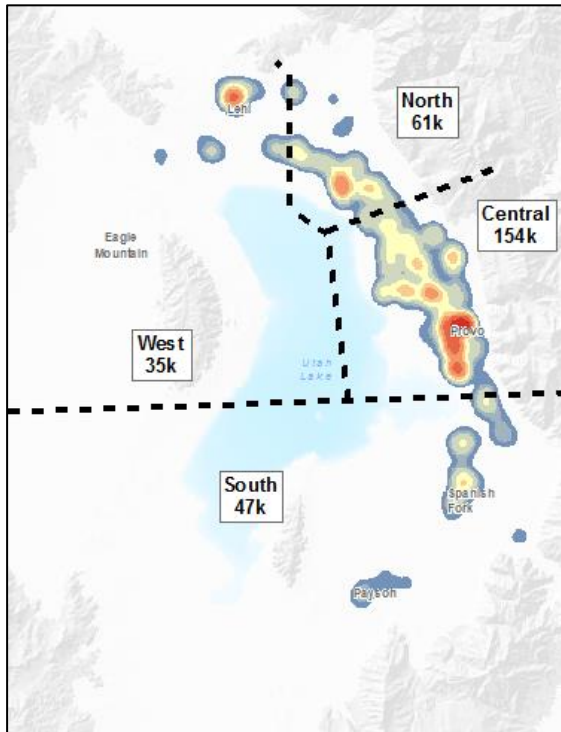 Lehi
North
61k
Central
154k
Eagle
Mountain
West
35k
Provo
Utah
Lake
South
47k
Spanish
Fork
Payson